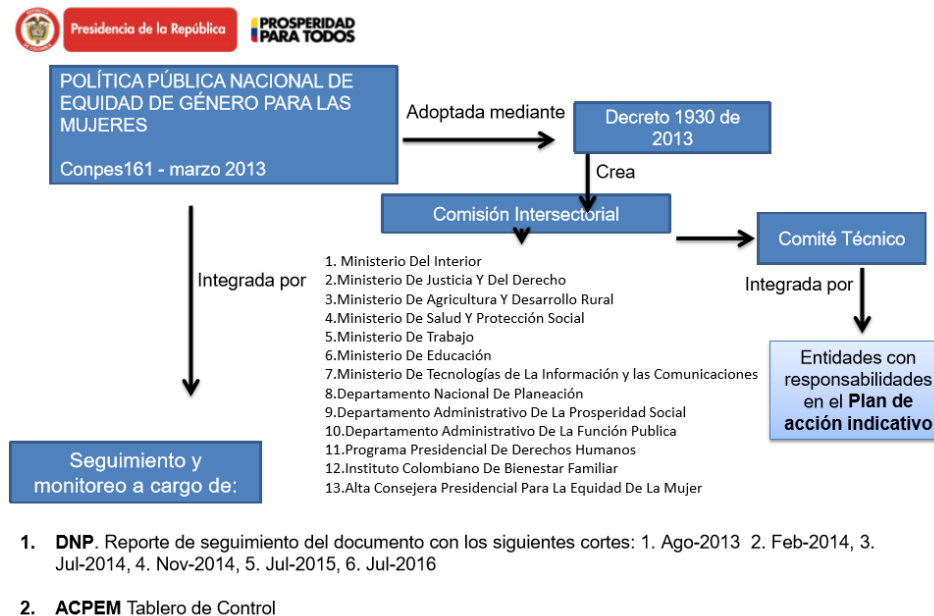 Presidencia de la República
PROSPERIDAD
PARA TODOS
POLÍTICA PÚBLICA NACIONAL DE
EQUIDAD DE GÉNERO PARA LAS
MUJERES
Conpes161 - marzo 2013
Adoptada mediante
Decreto 1930 de
2013
Crea
Comisión Intersectorial
Comité Técnico
Integrada por
1. Ministerio Del Interior
2.Ministerio De Justicia Y Del Derecho
3.Ministerio De Agricultura Y Desarrollo Rural
4.Ministerio De Salud Y Protección Social
5.Ministerio De Trabajo
6.Ministerio De Educación
7.Ministerio De Tecnologías de La Información y las Comunicaciones
8.Departamento Nacional De Planeación
9.Departamento Administrativo De La Prosperidad Social
10.Departamento Administrativo De La Función Publica
11.Programa Presidencial De Derechos Humanos
12.Instituto Colombiano De Bienestar Familiar
13.Alta Consejera Presidencial Para La Equidad De La Mujer
Integrada por
Entidades con
responsabilidades
en el Plan de
acción indicativo
Seguimiento y
monitoreo a cargo de:
1. DNP. Reporte de seguimiento del documento con los siguientes cortes: 1. Ago-2013 2. Feb-2014, 3.
Jul-2014, 4. Nov-2014, 5. Jul-2015, 6. Jul-2016
2. ACPEM Tablero de Control